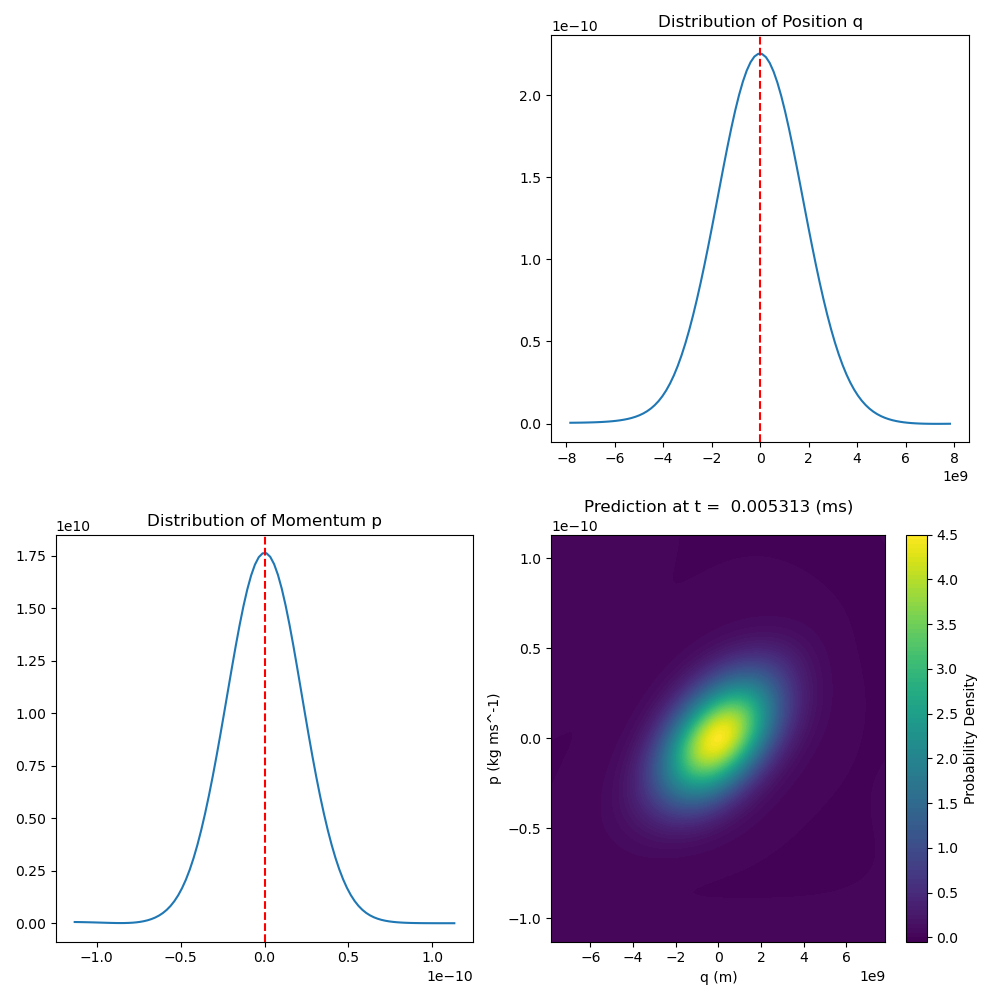 Distribution of Position q
1e−10
2.0
1.5
1.0
0.5
0.0
−8 −6 −4 −2 0 2 4 6 8
1e9
Distribution of Momentum p
1e10
1.75
1.50
1.25
1.00
0.75
0.50
0.25
0.00
−1.0 −0.5 0.0 0.5 1.0
1e−10
Prediction at t =  0.005313 (ms)
1e−10
1.0
0.5
0.0
−0.5
−1.0
p (kg ms^-1)
−6 −4 −2 0 2 4 6
1e9
q (m)
4.5
4.0
3.5
3.0
2.5
2.0
1.5
1.0
0.5
0.0
Probability Density